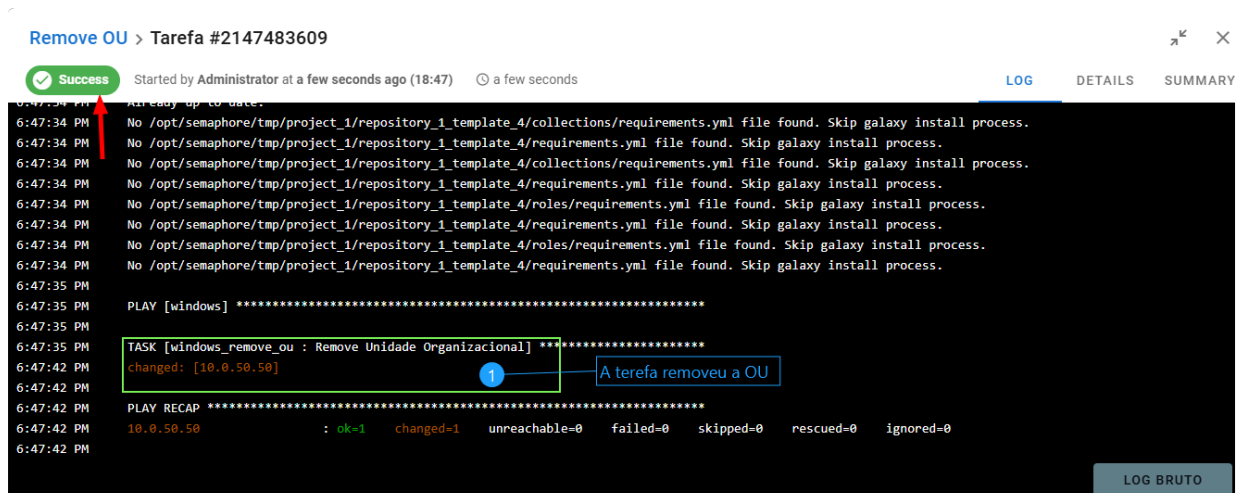 Remove OU > Tarefa #2147483609
Success Started by Administrator at a few seconds ago (18:47) a few seconds LOG DETAILS SUMMARY
6:47:34 PM Already up to date.
6:47:34 PM No /opt/semaphore/tmp/project_1/repository_1_template_4/collections/requirements.yml file found. Skip galaxy install process.
6:47:34 PM No /opt/semaphore/tmp/project_1/repository_1_template_4/requirements.yml file found. Skip galaxy install process.
6:47:34 PM No /opt/semaphore/tmp/project_1/repository_1_template_4/collections/requirements.yml file found. Skip galaxy install process.
6:47:34 PM No /opt/semaphore/tmp/project_1/repository_1_template_4/requirements.yml file found. Skip galaxy install process.
6:47:34 PM No /opt/semaphore/tmp/project_1/repository_1_template_4/roles/requirements.yml file found. Skip galaxy install process.
6:47:34 PM No /opt/semaphore/tmp/project_1/repository_1_template_4/requirements.yml file found. Skip galaxy install process.
6:47:34 PM No /opt/semaphore/tmp/project_1/repository_1_template_4/roles/requirements.yml file found. Skip galaxy install process.
6:47:34 PM No /opt/semaphore/tmp/project_1/repository_1_template_4/requirements.yml file found. Skip galaxy install process.
6:47:35 PM
6:47:35 PM PLAY [windows] *****************************************************************
6:47:35 PM
6:47:35 PM TASK [windows_remove_ou : Remove Unidade Organizacional] ***********************
6:47:42 PM changed: [10.0.50.50] 1 A terefa removeu a OU
6:47:42 PM
6:47:42 PM PLAY RECAP *********************************************************************
6:47:42 PM 10.0.50.50 : ok=1 changed=1 unreachable=0 failed=0 skipped=0 rescued=0 ignored=0
6:47:42 PM
LOG BRUTO